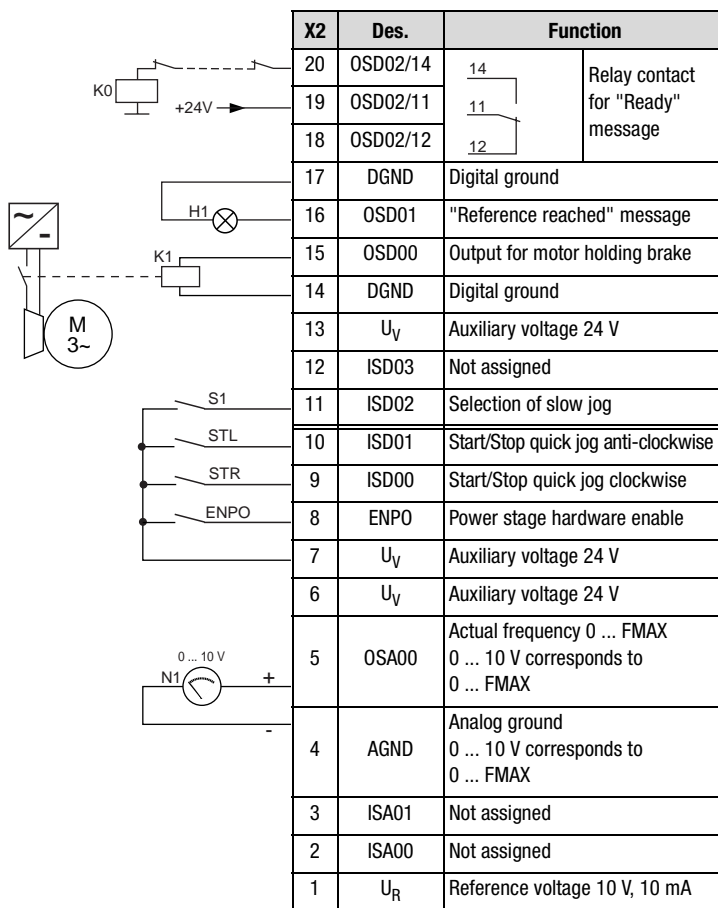 X2 Des. Function
20 OSD02/14 14 Relay contact
K0 +24V 19 OSD02/11 11 for "Ready"
18 OSD02/12 12 message
17 DGND Digital ground
H1 16 OSD01 "Reference reached" message
~
-
K1 15 OSD00 Output for motor holding brake
14 DGND Digital ground
M
3~
13 UV Auxiliary voltage 24 V
12 ISD03 Not assigned
S1 11 ISD02 Selection of slow jog
STL 10 ISD01 Start/Stop quick jog anti-clockwise
STR 9 ISD00 Start/Stop quick jog clockwise
ENPO 8 ENPO Power stage hardware enable
7 UV Auxiliary voltage 24 V
6 UV Auxiliary voltage 24 V
Actual frequency 0 ... FMAX
0 ... 10 V
N1 + 5 OSA00 0 ... 10 V corresponds to
0 ... FMAX
-
Analog ground
4 AGND 0 ... 10 V corresponds to
0 ... FMAX
3 ISA01 Not assigned
2 ISA00 Not assigned
1 UR Reference voltage 10 V, 10 mA